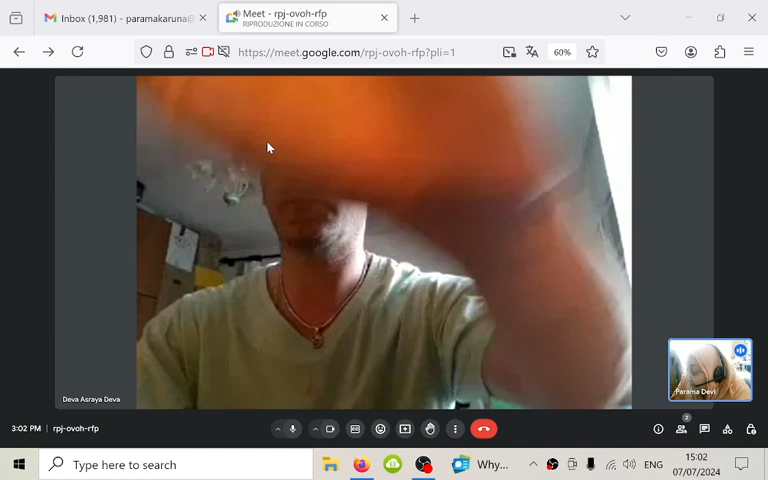 Inbox (1,981) - paramakaruna@
Meet - rpj-ovoh-rfp
RIPRODUZIONE IN CORSO
https://meet.google.com/rpj-ovoh-rfp?pli=1
60%
Deva Asraya Deva
Parama Devi
3:02 PM | rpj-ovoh-rfp
2
Type here to search
Why...
ENG
15:02
07/07/2024